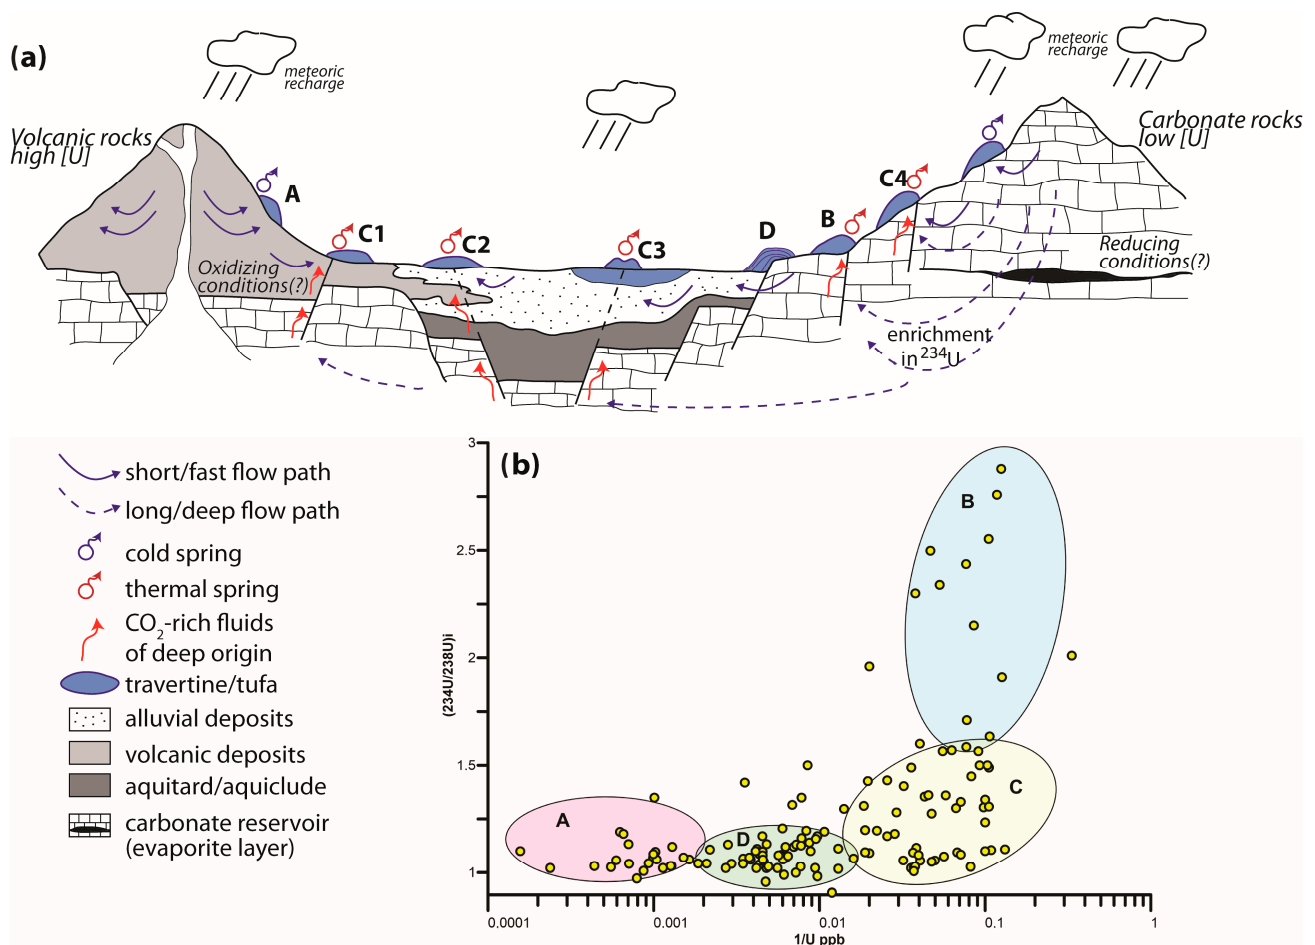 (a)
meteoric
recharge
meteoric
recharge
Volcanic rocks
high [U]
Carbonate rocks
low [U]
A
C1
C2
C3
D
B
C4
Oxidizing
conditions(?)
Reducing
conditions(?)
enrichment
in 234U
short/fast flow path
long/deep flow path
cold spring
thermal spring
CO2-rich fluids
of deep origin
travertine/tufa
alluvial deposits
volcanic deposits
aquitard/aquiclude
carbonate reservoir
(evaporite layer)
(b)
3
2.5
2
1.5
1
(234U/238U)i
A
D
B
C
0.0001
0.001
0.01
0.1
1
1/U ppb